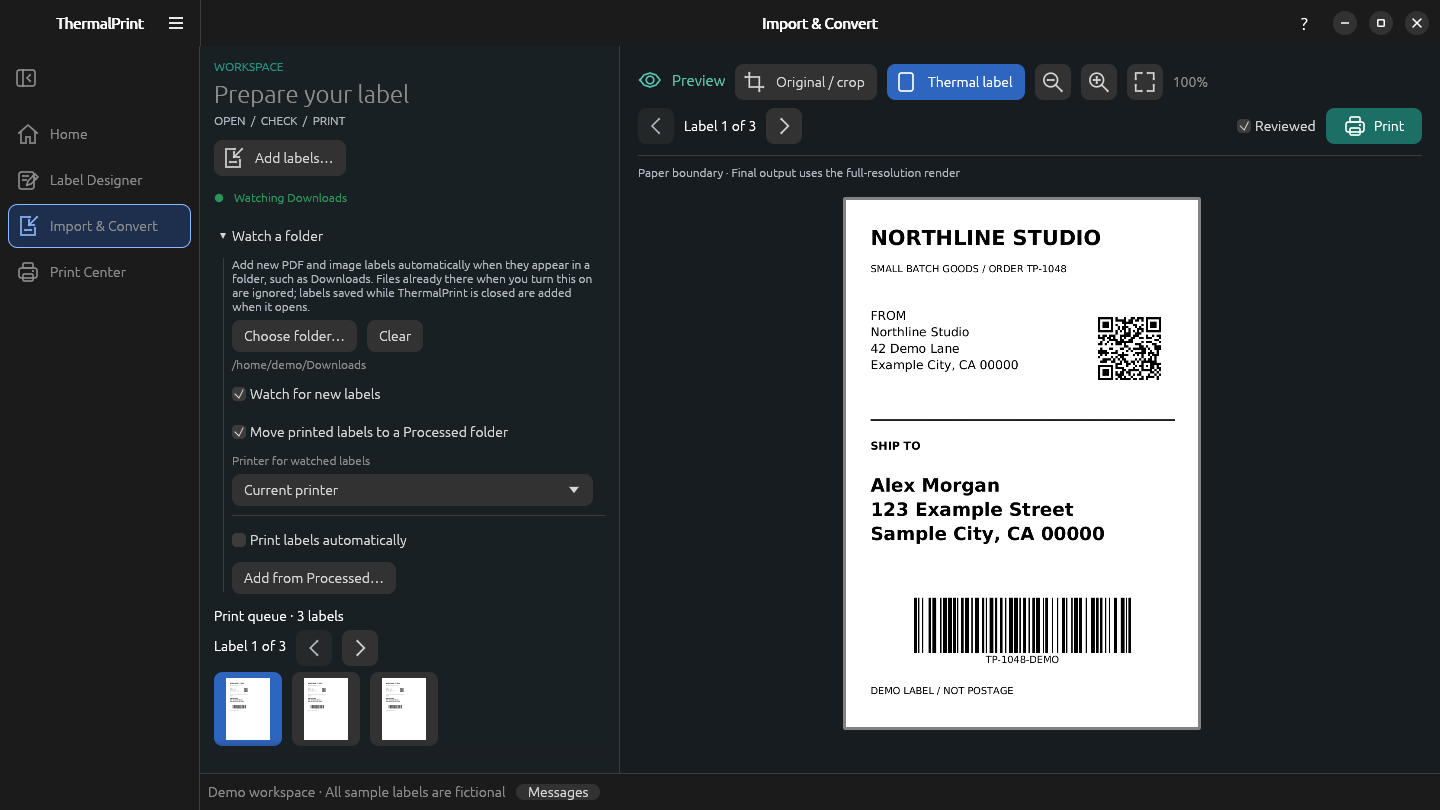 ThermalPrint
Import & Convert
?
Home
Label Designer
Import & Convert
Print Center
WORKSPACE
Prepare your label
OPEN / CHECK / PRINT
Add labels...
Watching Downloads
Watch a folder
Add new PDF and image labels automatically when they appear in a
folder, such as Downloads. Files already there when you turn this on
are ignored; labels saved while ThermalPrint is closed are added
when it opens.
Choose folder...
Clear
/home/demo/Downloads
Watch for new labels
Move printed labels to a Processed folder
Printer for watched labels
Current printer
Print labels automatically
Add from Processed...
Print queue · 3 labels
Label 1 of 3
Preview
Original / crop
Thermal label
100%
Label 1 of 3
Reviewed
Print
Paper boundary · Final output uses the full-resolution render
NORTHLINE STUDIO
SMALL BATCH GOODS / ORDER TP-1048
FROM
Northline Studio
42 Demo Lane
Example City, CA 00000
SHIP TO
Alex Morgan
123 Example Street
Sample City, CA 00000
TP-1048-DEMO
DEMO LABEL / NOT POSTAGE
Demo workspace · All sample labels are fictional
Messages